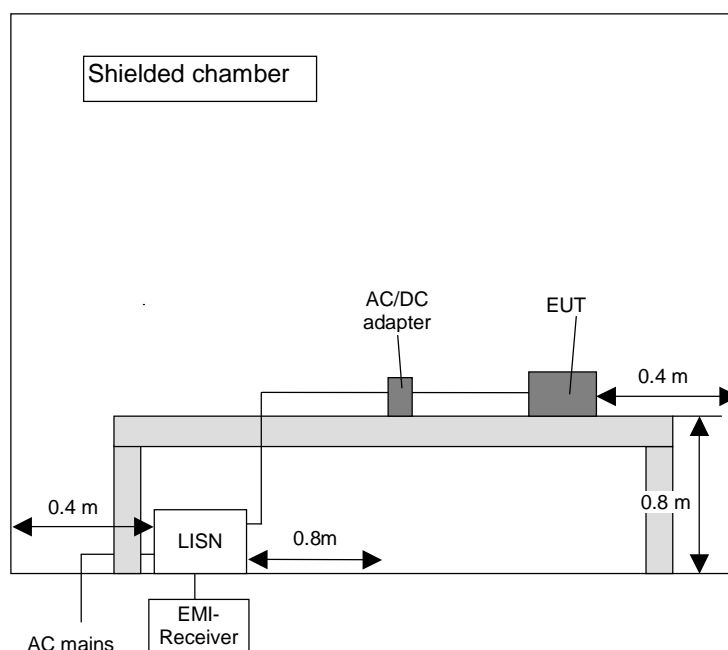 Shielded chamber
AC/DC
adapter
EUT
0.4 m
0.4 m
0.8 m
LISN
0.8m
EMI-
Receiver
AC mains